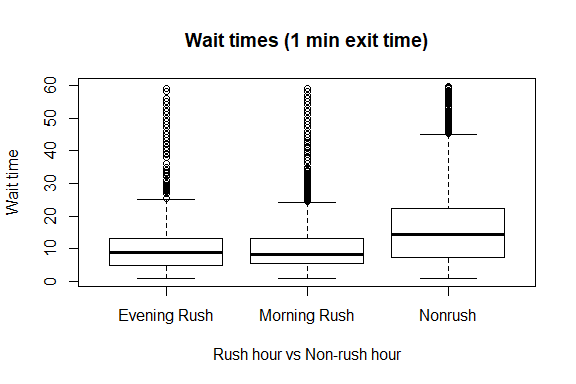 Wait times (1 min exit time)
Wait time
60
50
40
30
20
10
0
Evening Rush Morning Rush Nonrush
Rush hour vs Non-rush hour